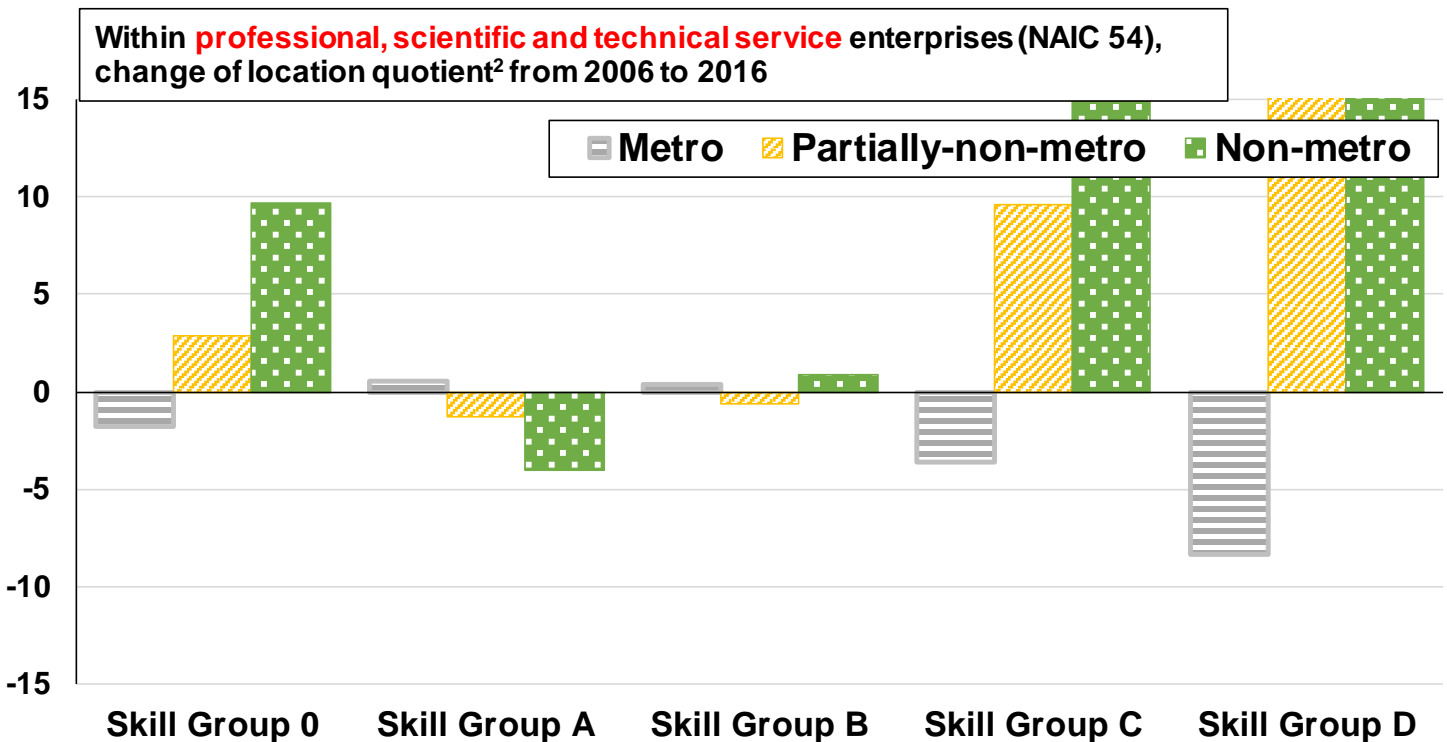 Within professional, scientific and technical service enterprises (NAIC 54),
change of location quotient² from 2006 to 2016
15
Metro Partially-non-metro Non-metro
10
5
0
-5
-10
-15
Skill Group 0 Skill Group A Skill Group B Skill Group C Skill Group D